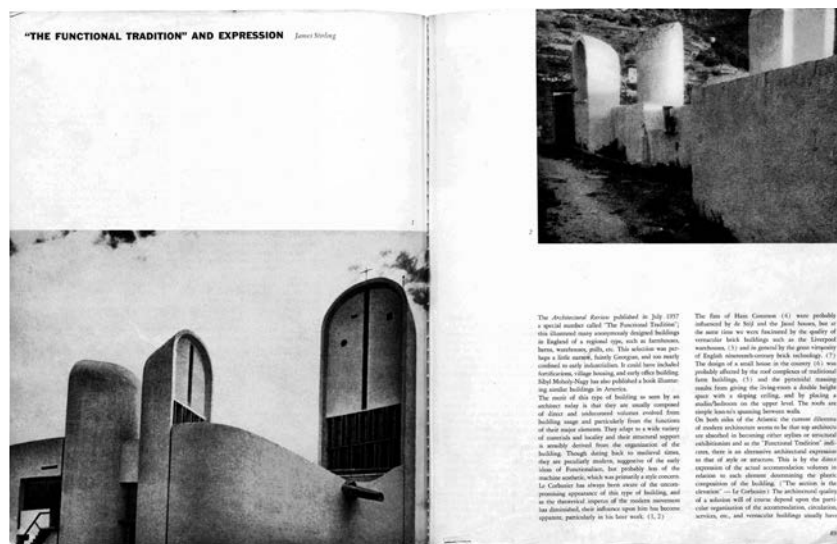 "THE FUNCTIONAL TRADITION" AND EXPRESSION James Stirling
1
2
The Architectural Review published in July 1957
a special number called 'The Functional Tradition';
this illustrated many anonymously designed buildings
in England of a regional type, such as farmhouses,
barns, warehouses, mills, etc. This selection was per-
haps a little narrow, faintly Georgian, and too nearly
confined to early industrialism. It could have included
fortifications, village housing, and early office building.
Sibyl Moholy-Nagy has also published a book illustrat-
ing similar buildings in America.
The merit of this type of building as seen by an
architect today is that they are usually composed
of direct and undecorated volumes evolved from
building usage and particularly from the functions
of their major elements. They adapt to a wide variety
of materials and locality and their structural support
is sensibly derived from the organisation of the
building. Though dating back to medieval times,
they are peculiarly modern, suggestive of the early
ideas of Functionalism, but probably less of the
machine aesthetic, which was primarily a style concern.
Le Corbusier has always been aware of the uncom-
promising appearance of this type of building, and
as the theoretical impetus of the modern movement
has diminished, their influence upon him has become
apparent, particularly in his later work. (1, 2)
The flats of Ham Common (4) were probably
influenced by de Stijl and the Jaoul houses, but at
the same time we were fascinated by the quality of
vernacular brick buildings such as the Liverpool
warehouses, (3) and in general by the great virtuosity
of English nineteenth-century brick technology. (7)
The design of a small house in the country (6) was
probably affected by the roof complexes of traditional
farm buildings, (5) and the pyramidal massing
results from giving the living-room a double height
space with a sloping ceiling, and by placing a
studio/bedroom on the upper level. The roofs are
simple lean-to's spanning between walls.
On both sides of the Atlantic the current dilemma
of modern architecture seems to be that top architects
are absorbed in becoming either stylists or structural
exhibitionists and as the "Functional Tradition" indi-
cates, there is an alternative architectural expression
to that of style or structure. This is by the direct
expression of the actual accommodation volumes in
relation to each element determining the plastic
composition of the building. ("The section is the
elevation" — Le Corbusier) The architectural quality
of a solution will of course depend upon the parti-
cular organisation of the accommodation, circulation,
services, etc., and vernacular buildings usually have